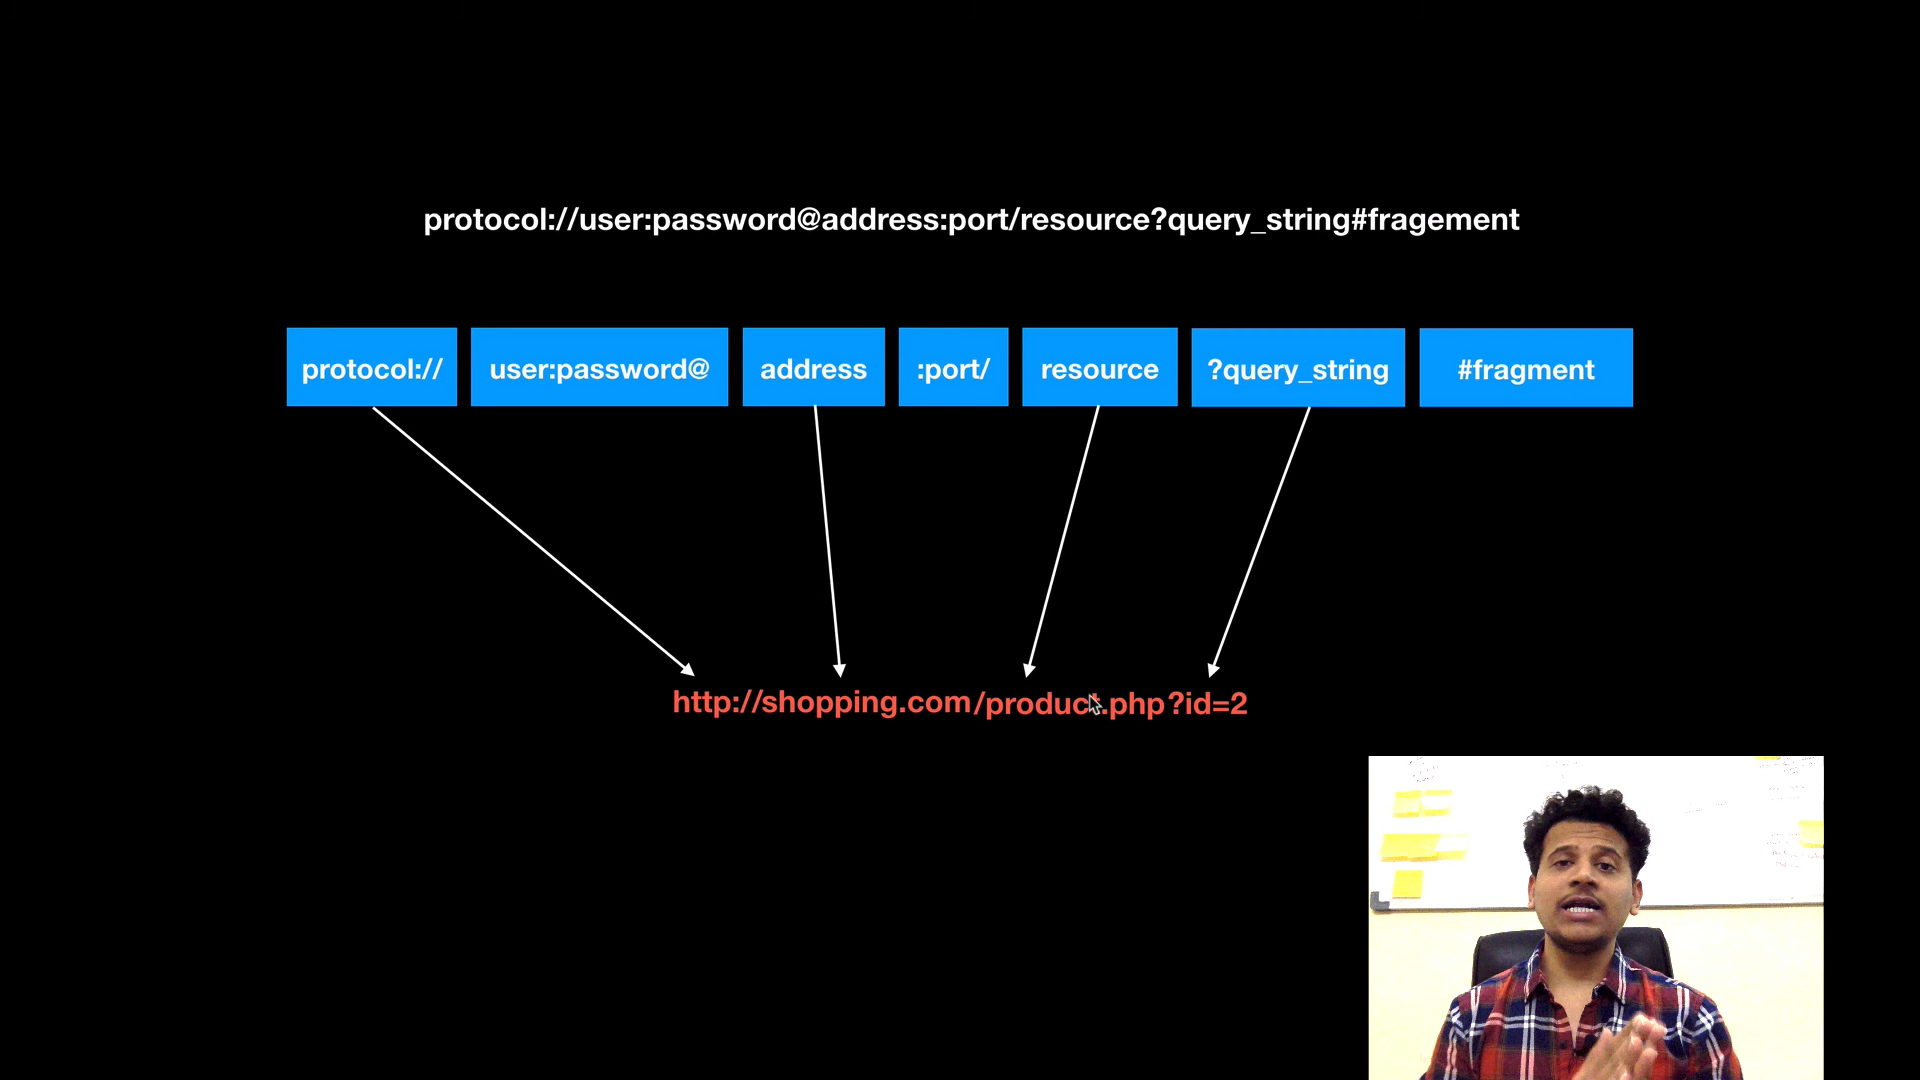 protocol://user:password@address:port/resource?query_string#fragement
protocol:// user:password@ address :port/ resource ?query_string #fragment
http://shopping.com/product.php?id=2